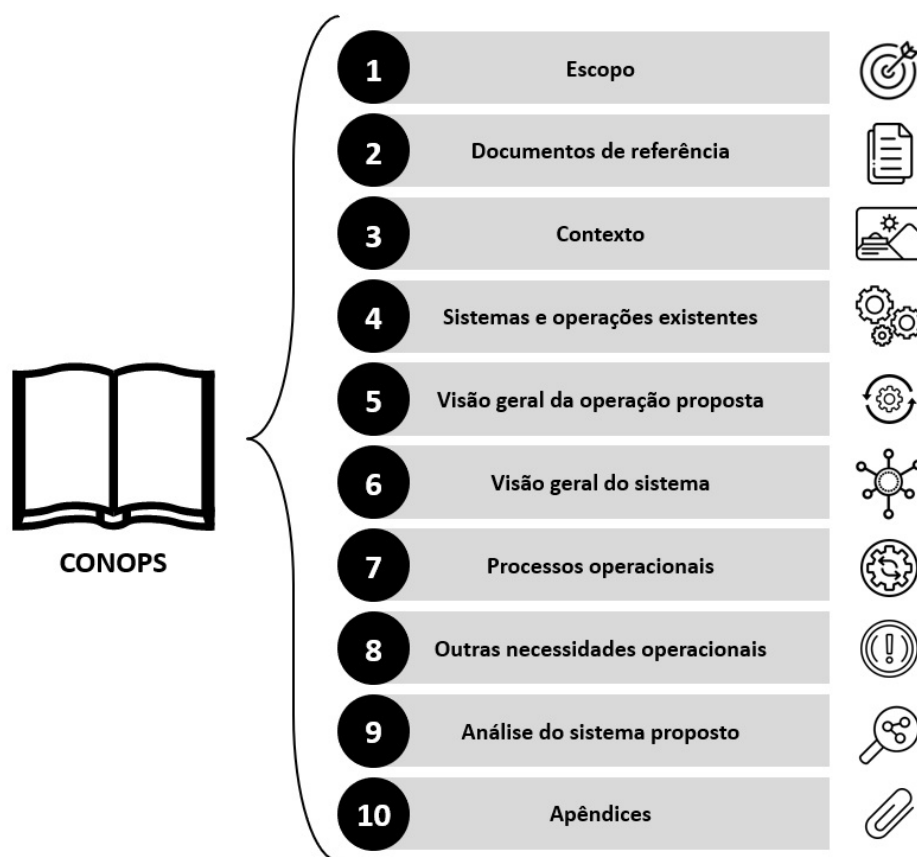 1 Escopo
2 Documentos de referência
3 Contexto
4 Sistemas e operações existentes
5 Visão geral da operação proposta
6 Visão geral do sistema
7 Processos operacionais
8 Outras necessidades operacionais
9 Análise do sistema proposto
10 Apêndices
CONOPS